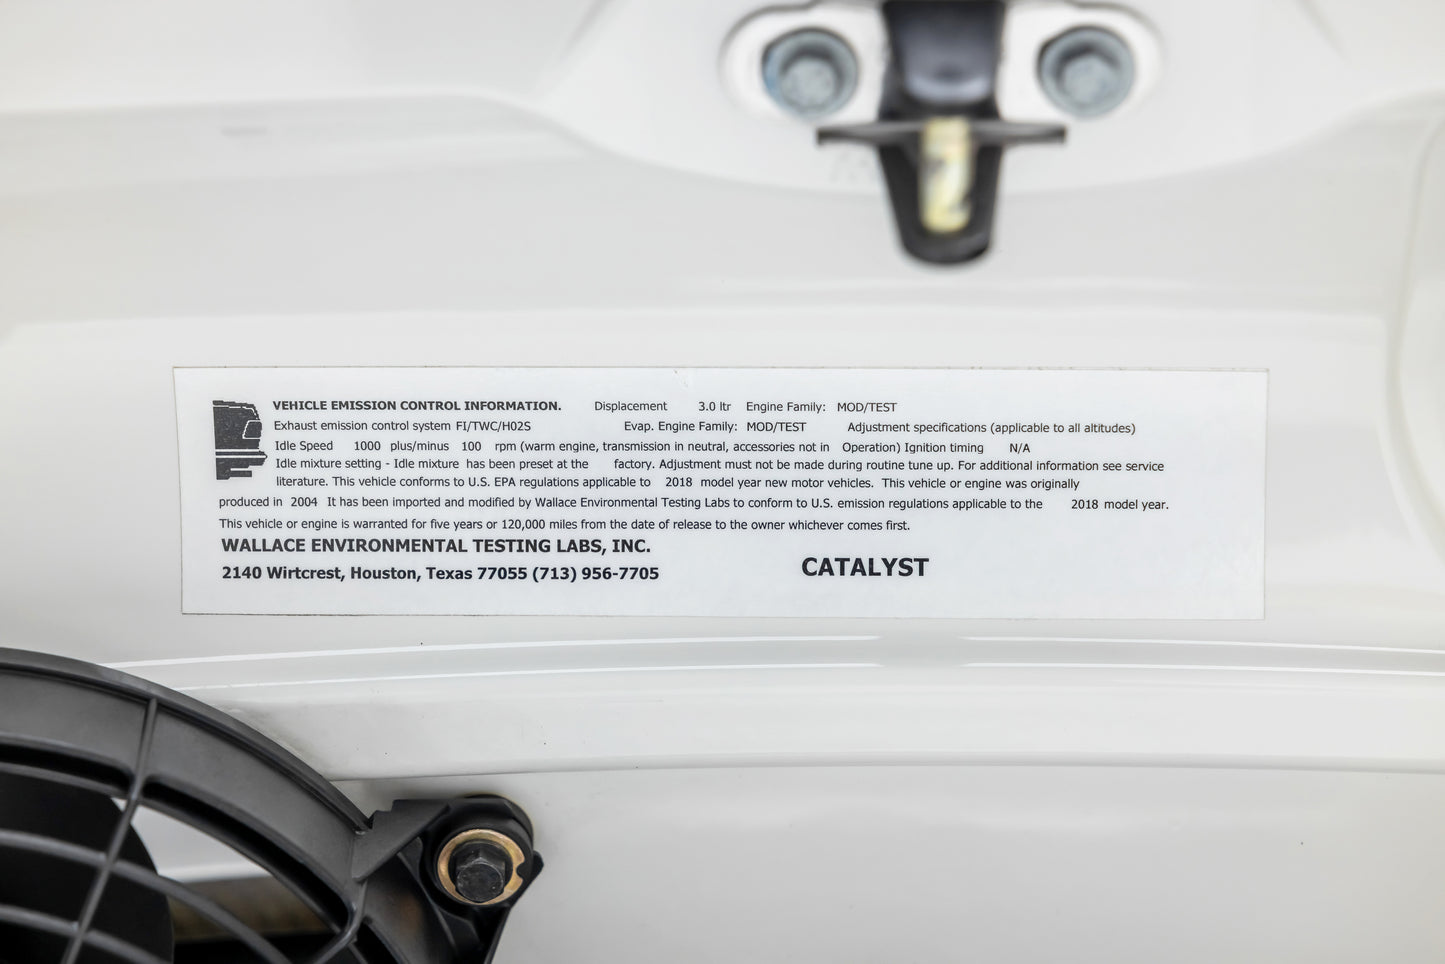 VEHICLE EMISSION CONTROL INFORMATION. Displacement 3.0 ltr Engine Family: MOD/TEST
Exhaust emission control system FI/TWC/H02S Evap. Engine Family: MOD/TEST Adjustment specifications (applicable to all altitudes)
Idle Speed 1000 plus/minus 100 rpm (warm engine, transmission in neutral, accessories not in Operation) Ignition timing N/A
Idle mixture setting - Idle mixture has been preset at the factory. Adjustment must not be made during routine tune up. For additional information see service
literature. This vehicle conforms to U.S. EPA regulations applicable to 2018 model year new motor vehicles. This vehicle or engine was originally
produced in 2004 It has been imported and modified by Wallace Environmental Testing Labs to conform to U.S. emission regulations applicable to the 2018 model year.
This vehicle or engine is warranted for five years or 120,000 miles from the date of release to the owner whichever comes first.
WALLACE ENVIRONMENTAL TESTING LABS, INC.
2140 Wirtcrest, Houston, Texas 77055 (713) 956-7705 CATALYST